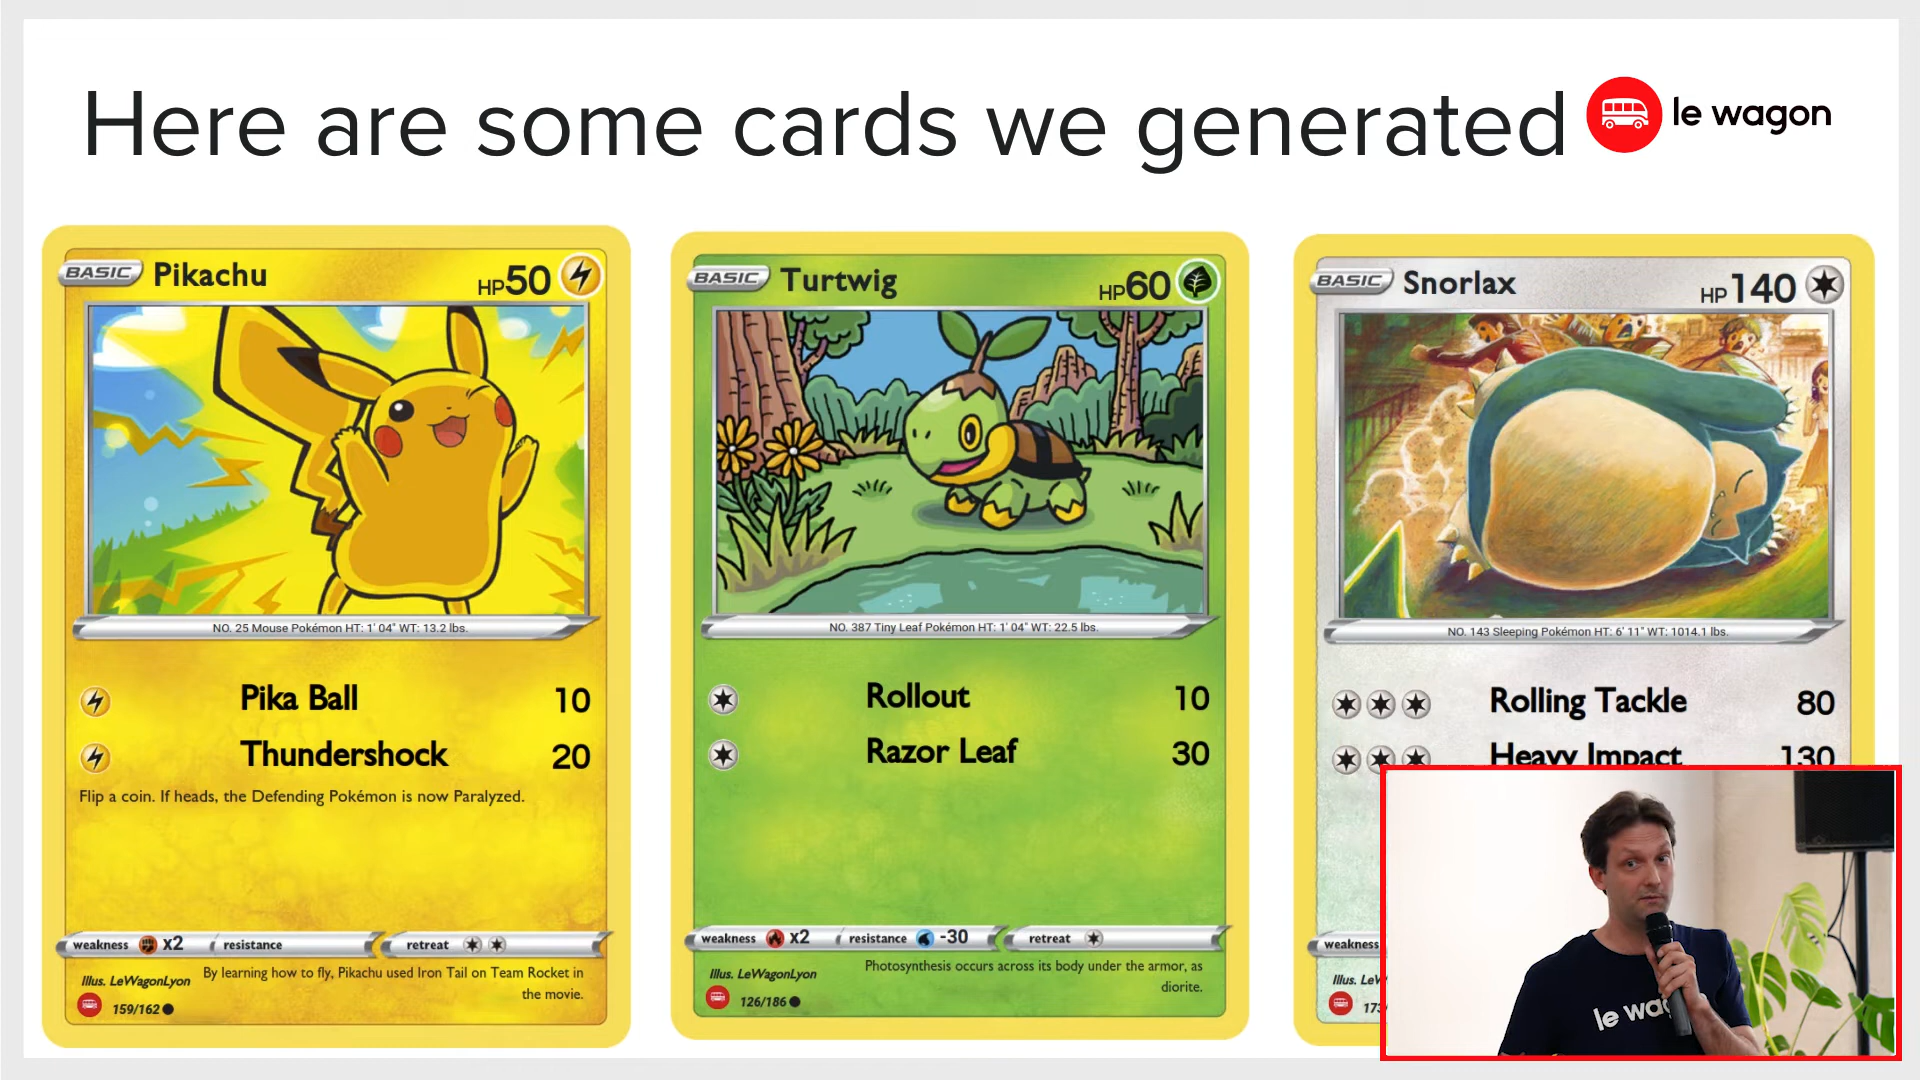 Here are some cards we generated
le wagon
BASIC Pikachu HP50
NO. 25 Mouse Pokémon HT: 1' 04" WT: 13.2 lbs.
Pika Ball 10
Thundershock 20
Flip a coin. If heads, the Defending Pokémon is now Paralyzed.
weakness x2 resistance retreat
Illus. LeWagonLyon
By learning how to fly, Pikachu used Iron Tail on Team Rocket in
the movie.
159/162
BASIC Turtwig HP60
NO. 387 Tiny Leaf Pokémon HT: 1' 04" WT: 22.5 lbs.
Rollout 10
Razor Leaf 30
weakness x2 resistance -30 retreat
Illus. LeWagonLyon
Photosynthesis occurs across its body under the armor, as
diorite.
126/186
BASIC Snorlax HP140
NO. 143 Sleeping Pokémon HT: 6' 11" WT: 1014.1 lbs.
Rolling Tackle 80
Heavy Impact 130
weakness
Illus.
173
le